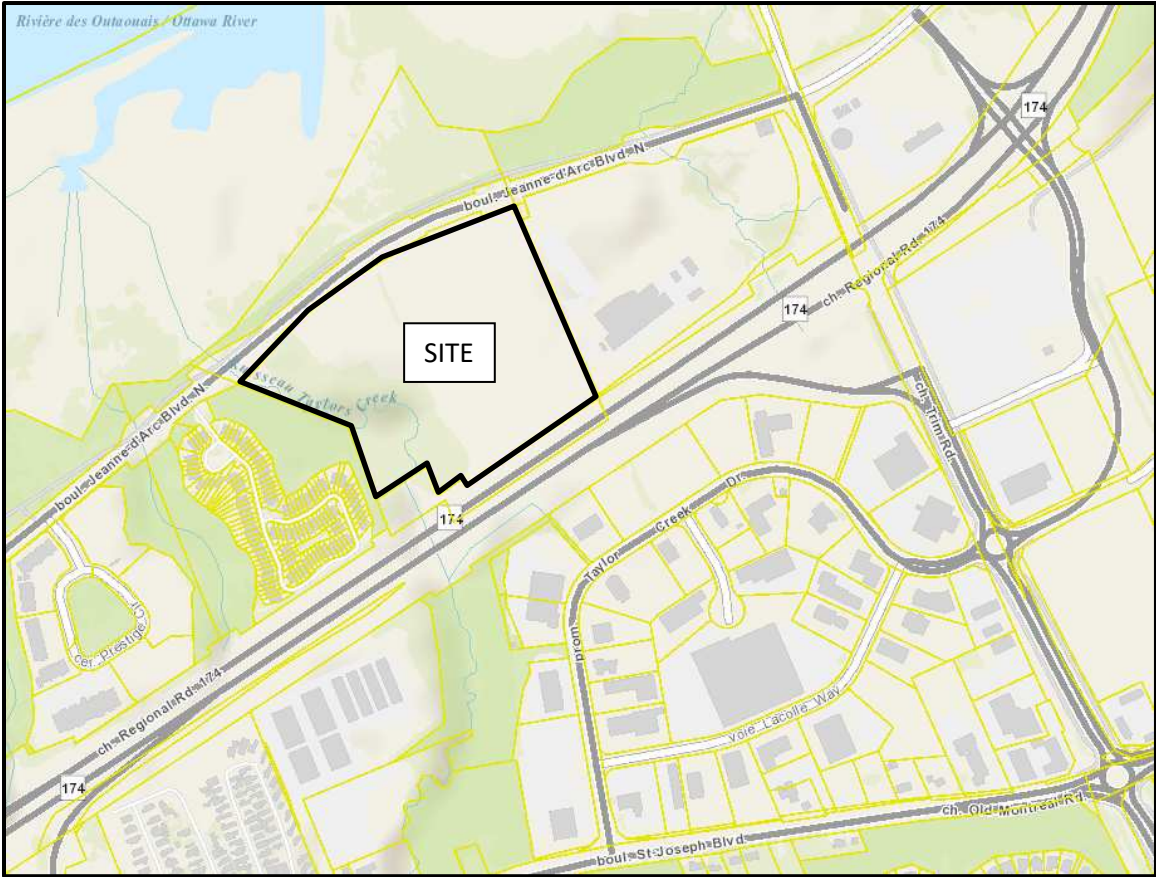 Rivière des Outaouais / Ottawa River
174
boul. Jeanne-d'Arc Blvd. N.
174
ch. Regional Rd. 174
SITE
Ruisseau Taylors Creek
boul. Jeanne-d'Arc Blvd. N
ch. Trim Rd.
174
prom. Taylor Creek Dr.
cer. Prestige Cir
ch. Regional Rd. 174
voie Lacolle Way
174
ch. Old Montreal Rd.
boul. St-Joseph Blvd.